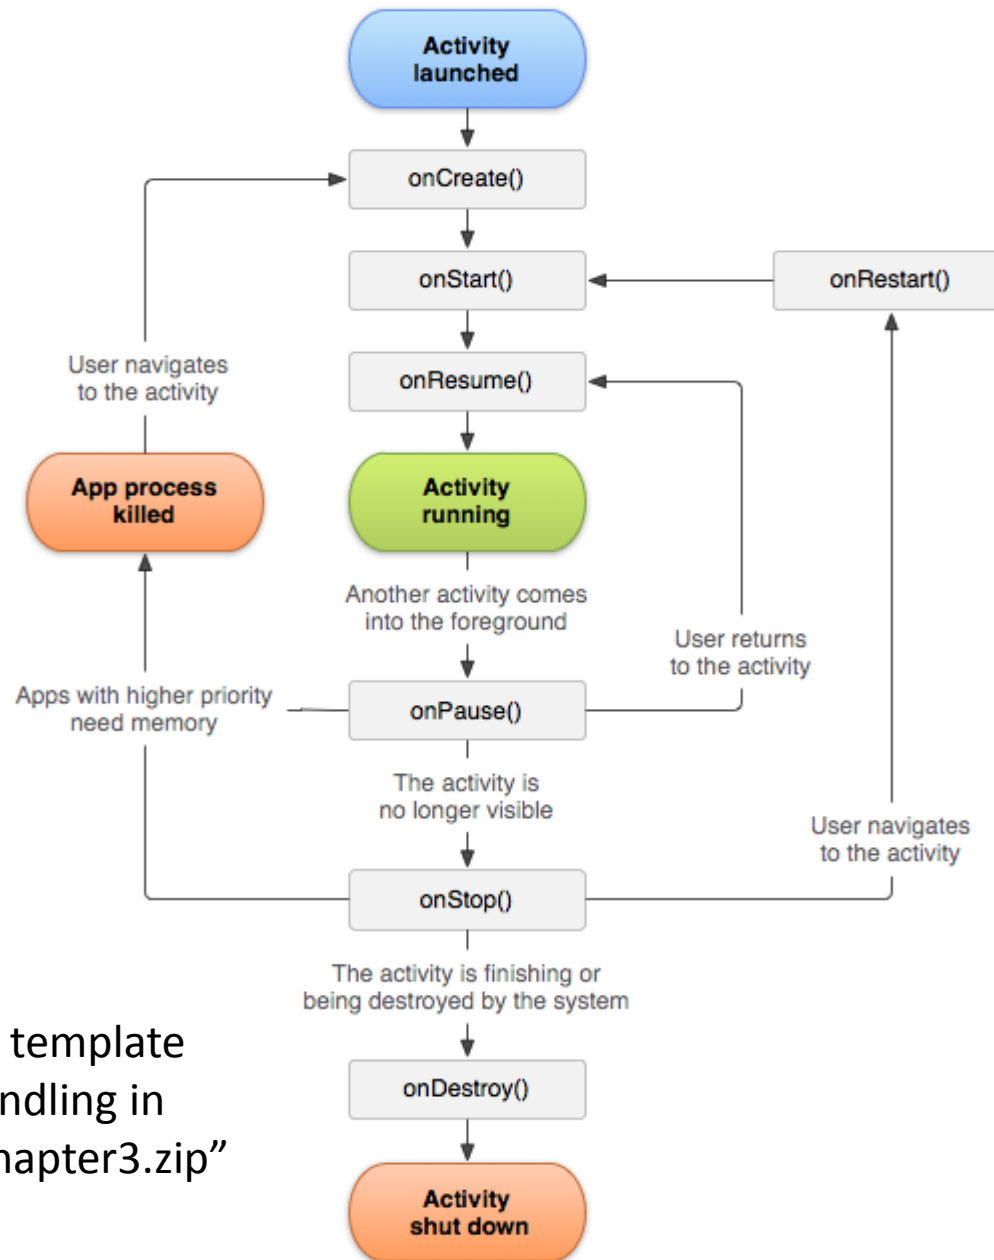 Activity
launched
onCreate()
onStart()
onRestart()
User navigates
to the activity
onResume()
App process
killed
Activity
running
Another activity comes
into the foreground
User returns
to the activity
Apps with higher priority
need memory
onPause()
The activity is
no longer visible
User navigates
to the activity
onStop()
The activity is finishing or
being destroyed by the system
template
ndling in
hapter3.zip”
onDestroy()
Activity
shut down